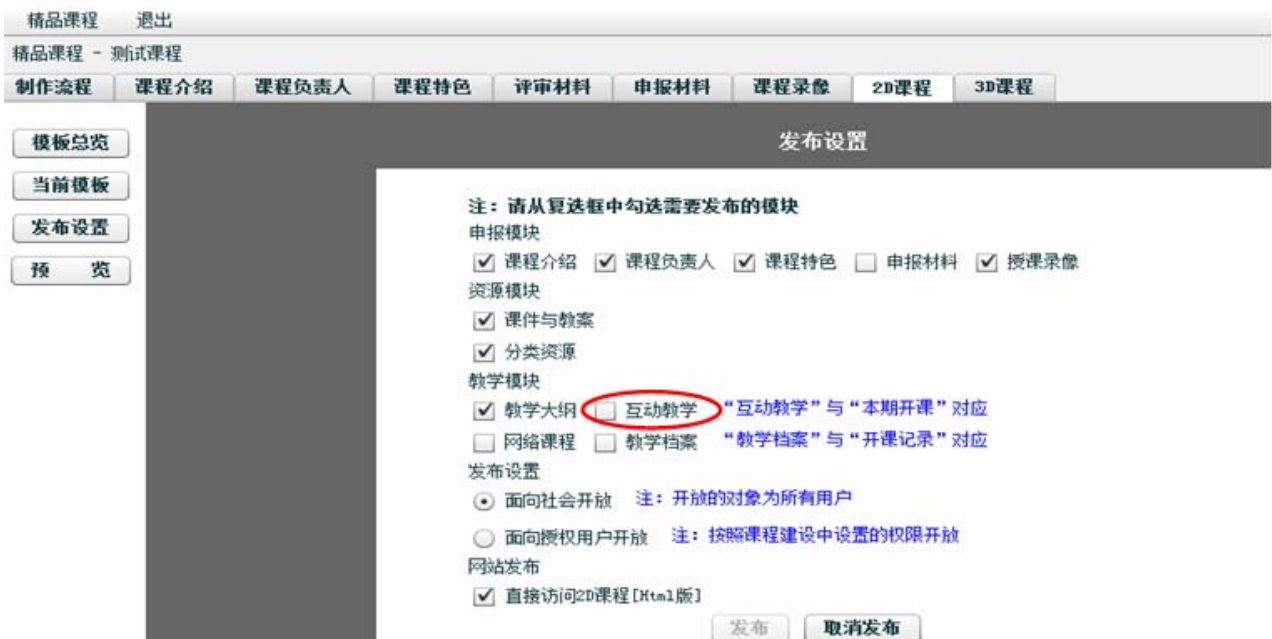 精品课程 退出
精品课程 - 测试课程
制作流程 课程介绍 课程负责人 课程特色 评审材料 申报材料 课程录像 2D课程 3D课程
模板总览
当前模板
发布设置
预 览
发布设置
注：请从复选框中勾选需要发布的模块
申报模块
课程介绍 课程负责人 课程特色 申报材料 授课录像
资源模块
课件与教案
分类资源
教学模块
教学大纲 互动教学 “互动教学”与“本期开课”对应
网络课程 教学档案 “教学档案”与“开课记录”对应
发布设置
面向社会开放 注：开放的对象为所有用户
面向授权用户开放 注：按照课程建设中设置的权限开放
网站发布
直接访问2D课程[Html版]
发布 取消发布